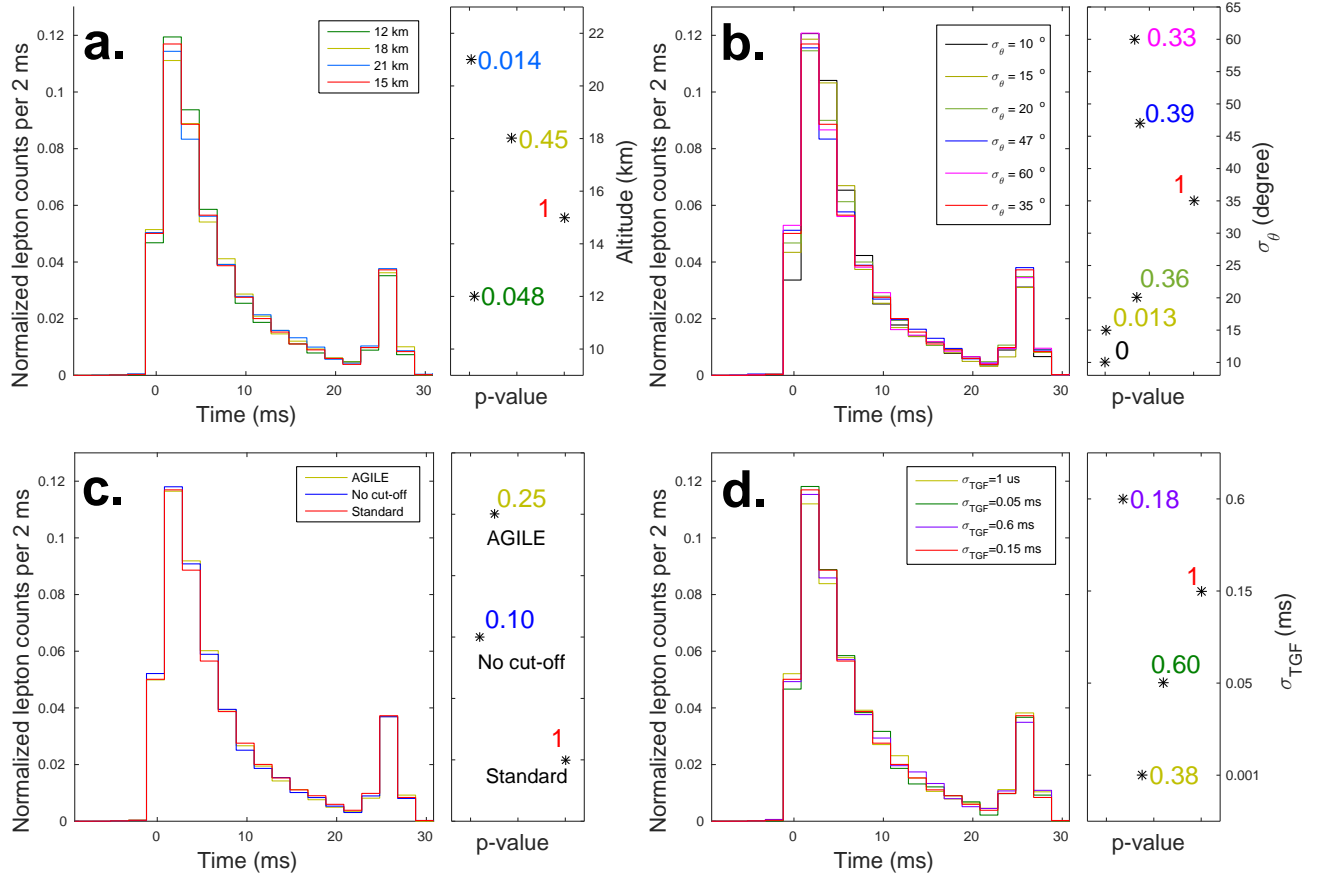 a.
Normalized lepton counts per 2 ms
0.12
0.1
0.08
0.06
0.04
0.02
0
0
10
20
30
Time (ms)
12 km
18 km
21 km
15 km
0.014
0.45
1
0.048
p-value
22
20
18
16
14
12
10
Altitude (km)
b.
Normalized lepton counts per 2 ms
0.12
0.1
0.08
0.06
0.04
0.02
0
0
10
20
30
Time (ms)
σθ = 10 °
σθ = 15 °
σθ = 20 °
σθ = 47 °
σθ = 60 °
σθ = 35 °
0.33
0.39
1
0.36
0.013
0
p-value
65
60
55
50
45
40
35
30
25
20
15
10
σθ (degree)
c.
Normalized lepton counts per 2 ms
0.12
0.1
0.08
0.06
0.04
0.02
0
0
10
20
30
Time (ms)
AGILE
No cut-off
Standard
0.25
AGILE
0.10
No cut-off
1
Standard
p-value
d.
Normalized lepton counts per 2 ms
0.12
0.1
0.08
0.06
0.04
0.02
0
0
10
20
30
Time (ms)
σTGF=1 us
σTGF=0.05 ms
σTGF=0.6 ms
σTGF=0.15 ms
0.18
1
0.60
0.38
p-value
0.6
0.15
0.05
0.001
σTGF (ms)